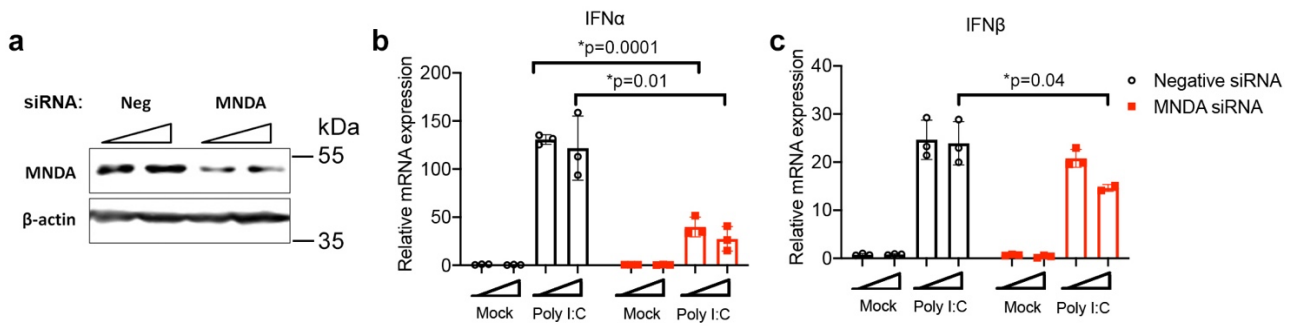 a
siRNA: Neg MNDA
kDa
MNDA
55
β-actin
35
b
IFNα
*p=0.0001
*p=0.01
Relative mRNA expression
200
150
100
50
0
Mock Poly I:C Mock Poly I:C
c
IFNβ
*p=0.04
Relative mRNA expression
40
30
20
10
0
Mock Poly I:C Mock Poly I:C
Negative siRNA
MNDA siRNA